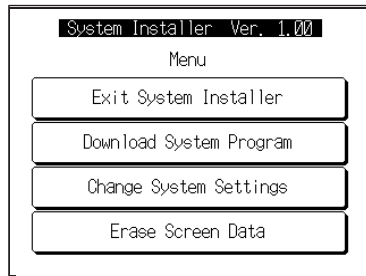 System Installer Ver. 1.00
Menu
Exit System Installer
Download System Program
Change System Settings
Erase Screen Data